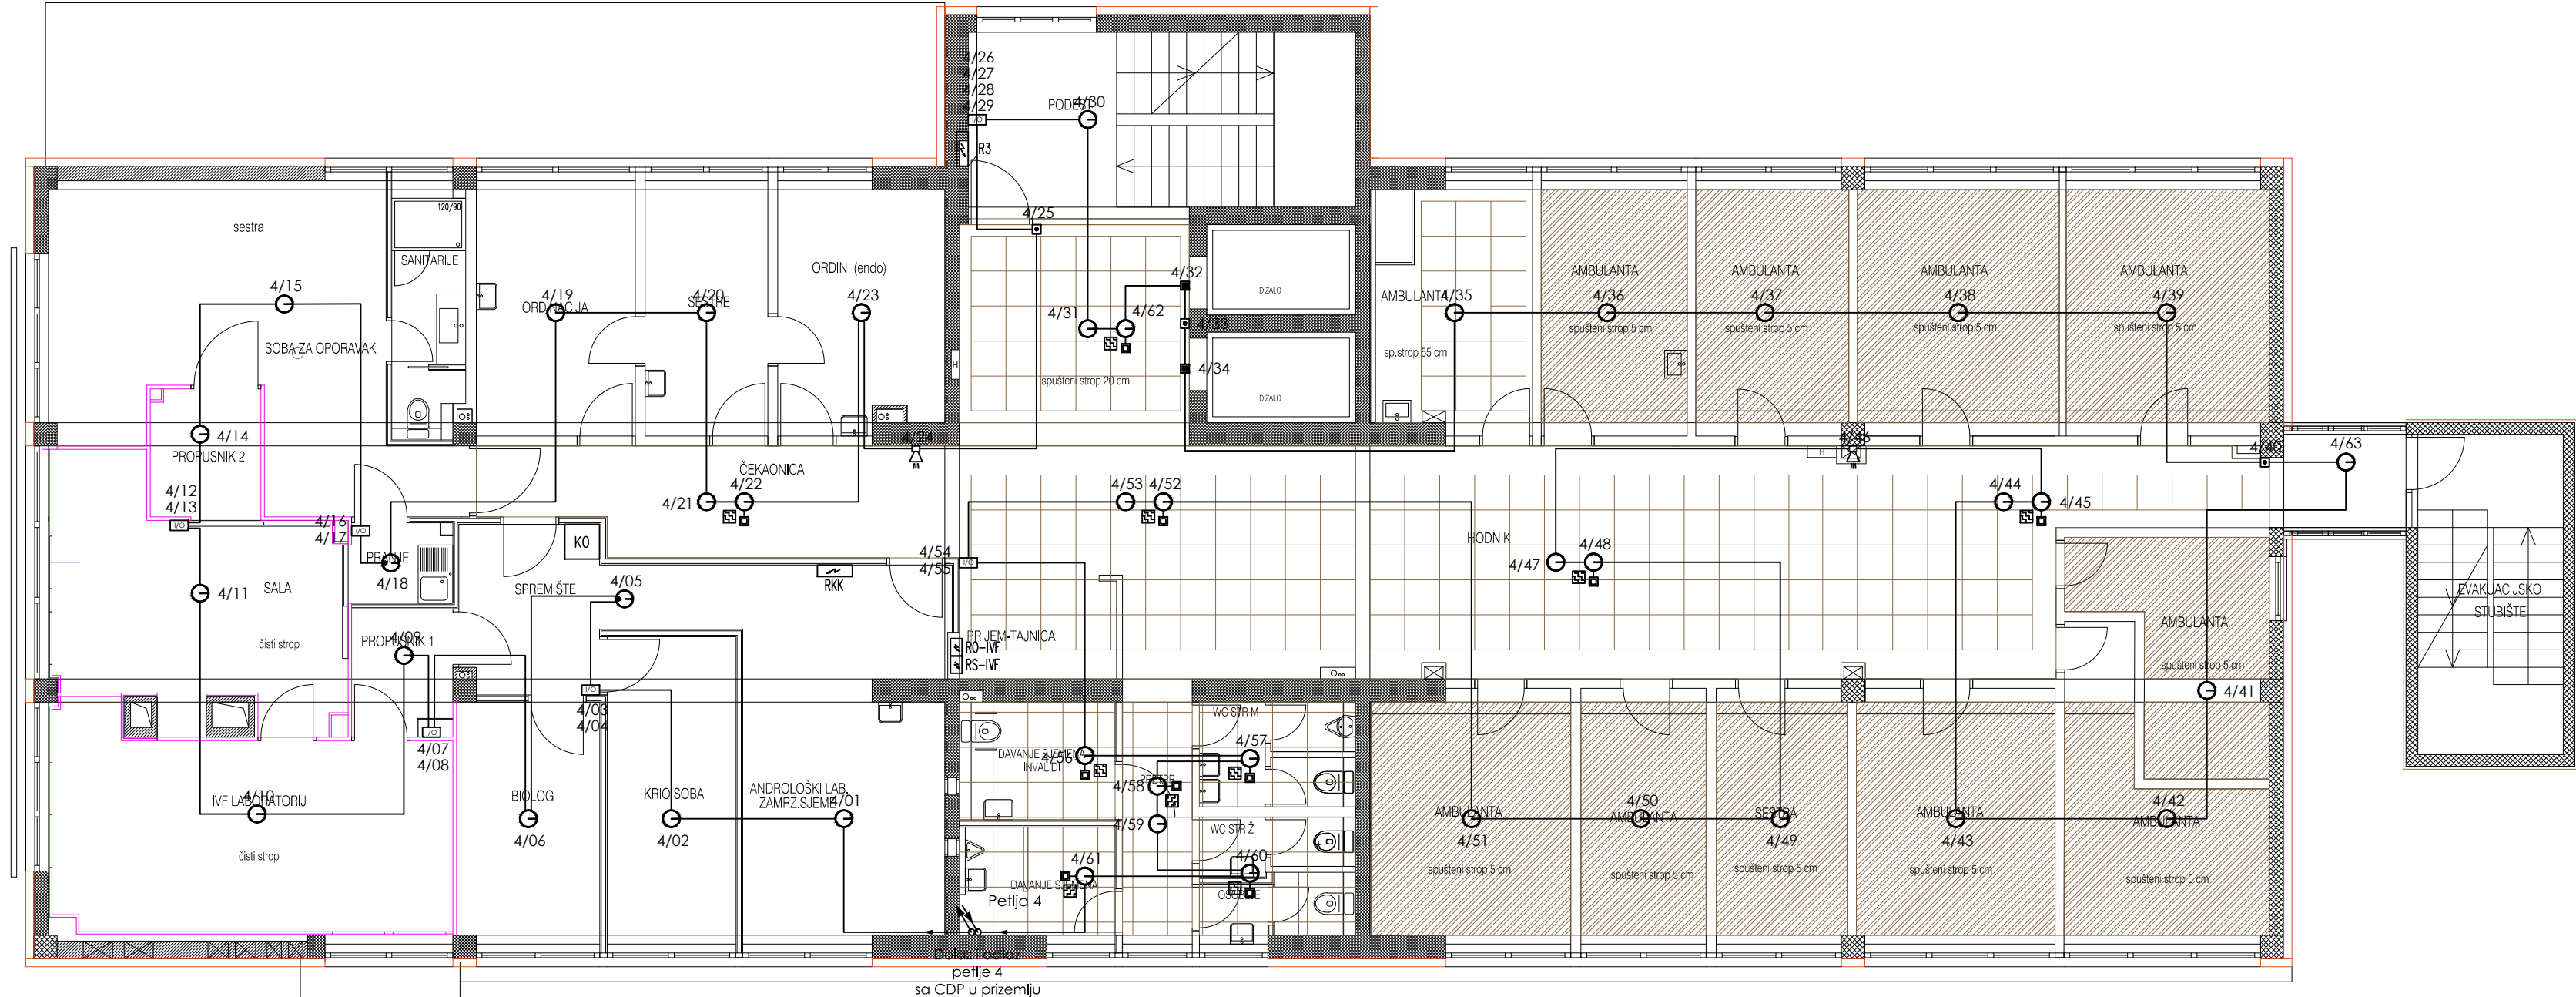 4/26
4/27
4/28
4/29
PODEST
4/30
R3
120/90
sestra
SANITARIJE
4/25
ORDIN. (endo)
4/15
4/19
ORDINACIJA
4/20
SESTRE
4/23
4/32
DIZALO
AMBULANTA
4/35
AMBULANTA
4/36
spušteni strop 5 cm
AMBULANTA
4/37
spušteni strop 5 cm
AMBULANTA
4/38
spušteni strop 5 cm
AMBULANTA
4/39
spušteni strop 5 cm
4/31
4/62
4/33
SOBA ZA OPORAVAK
sp.strop 55 cm
H
4/34
spušteni strop 20 cm
DIZALO
4/14
PROPUSNIK 2
4/24
4/46
H
4/40
4/63
ČEKAONICA
4/12
4/13
I/O
4/21
4/22
4/53
4/52
4/44
4/45
4/16
4/17
I/O
PRANJE
4/18
KO
HODNIK
4/54
4/55
I/O
4/47
4/48
RKK
4/11
SALA
SPREMIŠTE
4/05
EVAKUACIJSKO
STUBIŠTE
čisti strop
4/09
PROPUSNIK 1
PRIJEM-TAJNICA
RO-IVF
RS-IVF
AMBULANTA
spušteni strop 5 cm
4/41
I/O
4/03
4/04
I/O
4/07
4/08
WC STR M
4/57
DAVANJE SJEMENA
INVALIDI
4/56
4/58
4/10
IVF LABORATORIJ
BIOLOG
4/06
KRIO SOBA
4/02
ANDROLOŠKI LAB.
ZAMRZ.SJEME
4/01
4/59
WC STR Ž
AMBULANTA
4/51
spušteni strop 5 cm
4/50
AMBULANTA
spušteni strop 5 cm
SESTRA
4/49
spušteni strop 5 cm
AMBULANTA
4/43
spušteni strop 5 cm
4/42
AMBULANTA
spušteni strop 5 cm
čisti strop
4/61
DAVANJE SJEMENA
4/60
OSOBLJE
Petlja 4
Dolaz i odlaz
petlje 4
sa CDP u prizemlju